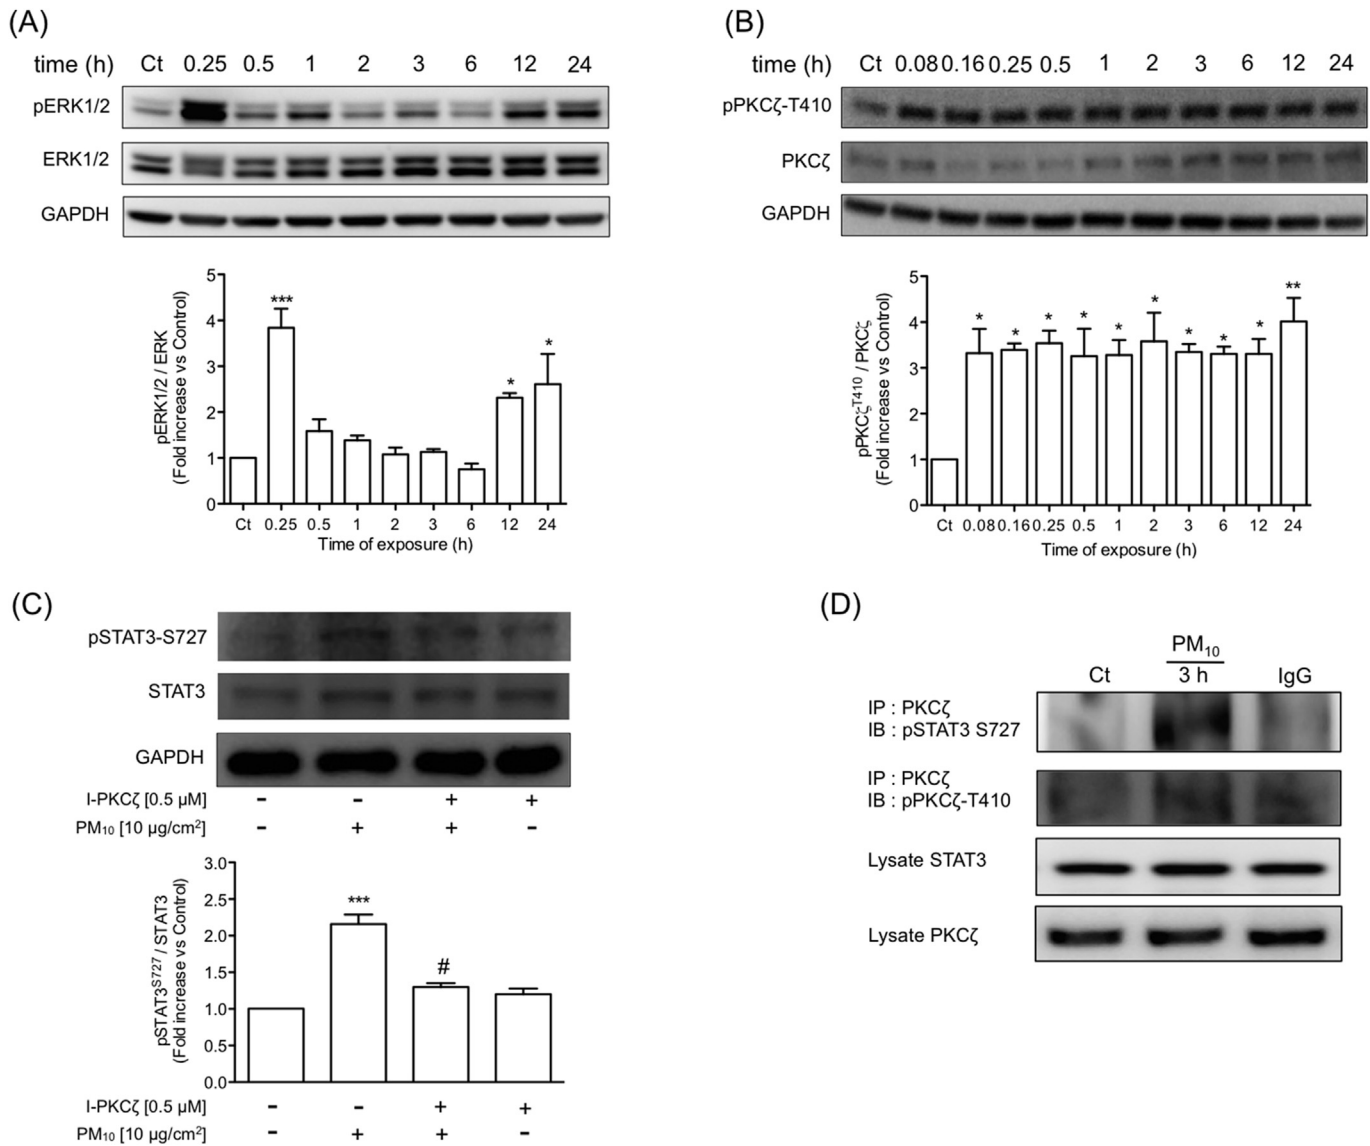 (A)
time (h) Ct 0.25 0.5 1 2 3 6 12 24
pERK1/2
ERK1/2
GAPDH
pERK1/2 / ERK
(Fold increase vs Control)
5
4
3
2
1
0
***
*
*
Ct 0.25 0.5 1 2 3 6 12 24
Time of exposure (h)
(B)
time (h) Ct 0.08 0.16 0.25 0.5 1 2 3 6 12 24
pPKCζ-T410
PKCζ
GAPDH
pPKCζᵀ⁴¹⁰ / PKCζ
(Fold increase vs Control)
5
4
3
2
1
0
* * * * * * * * * **
Ct 0.08 0.16 0.25 0.5 1 2 3 6 12 24
Time of exposure (h)
(C)
pSTAT3-S727
STAT3
GAPDH
I-PKCζ [0.5 µM] - - + +
PM₁₀ [10 µg/cm²] - + + -
pSTAT3ˢ⁷²⁷ / STAT3
(Fold increase vs Control)
3.0
2.5
2.0
1.5
1.0
0.5
0.0
***
#
I-PKCζ [0.5 µM] - - + +
PM₁₀ [10 µg/cm²] - + + -
(D)
PM₁₀
Ct 3 h IgG
IP : PKCζ
IB : pSTAT3 S727
IP : PKCζ
IB : pPKCζ-T410
Lysate STAT3
Lysate PKCζ